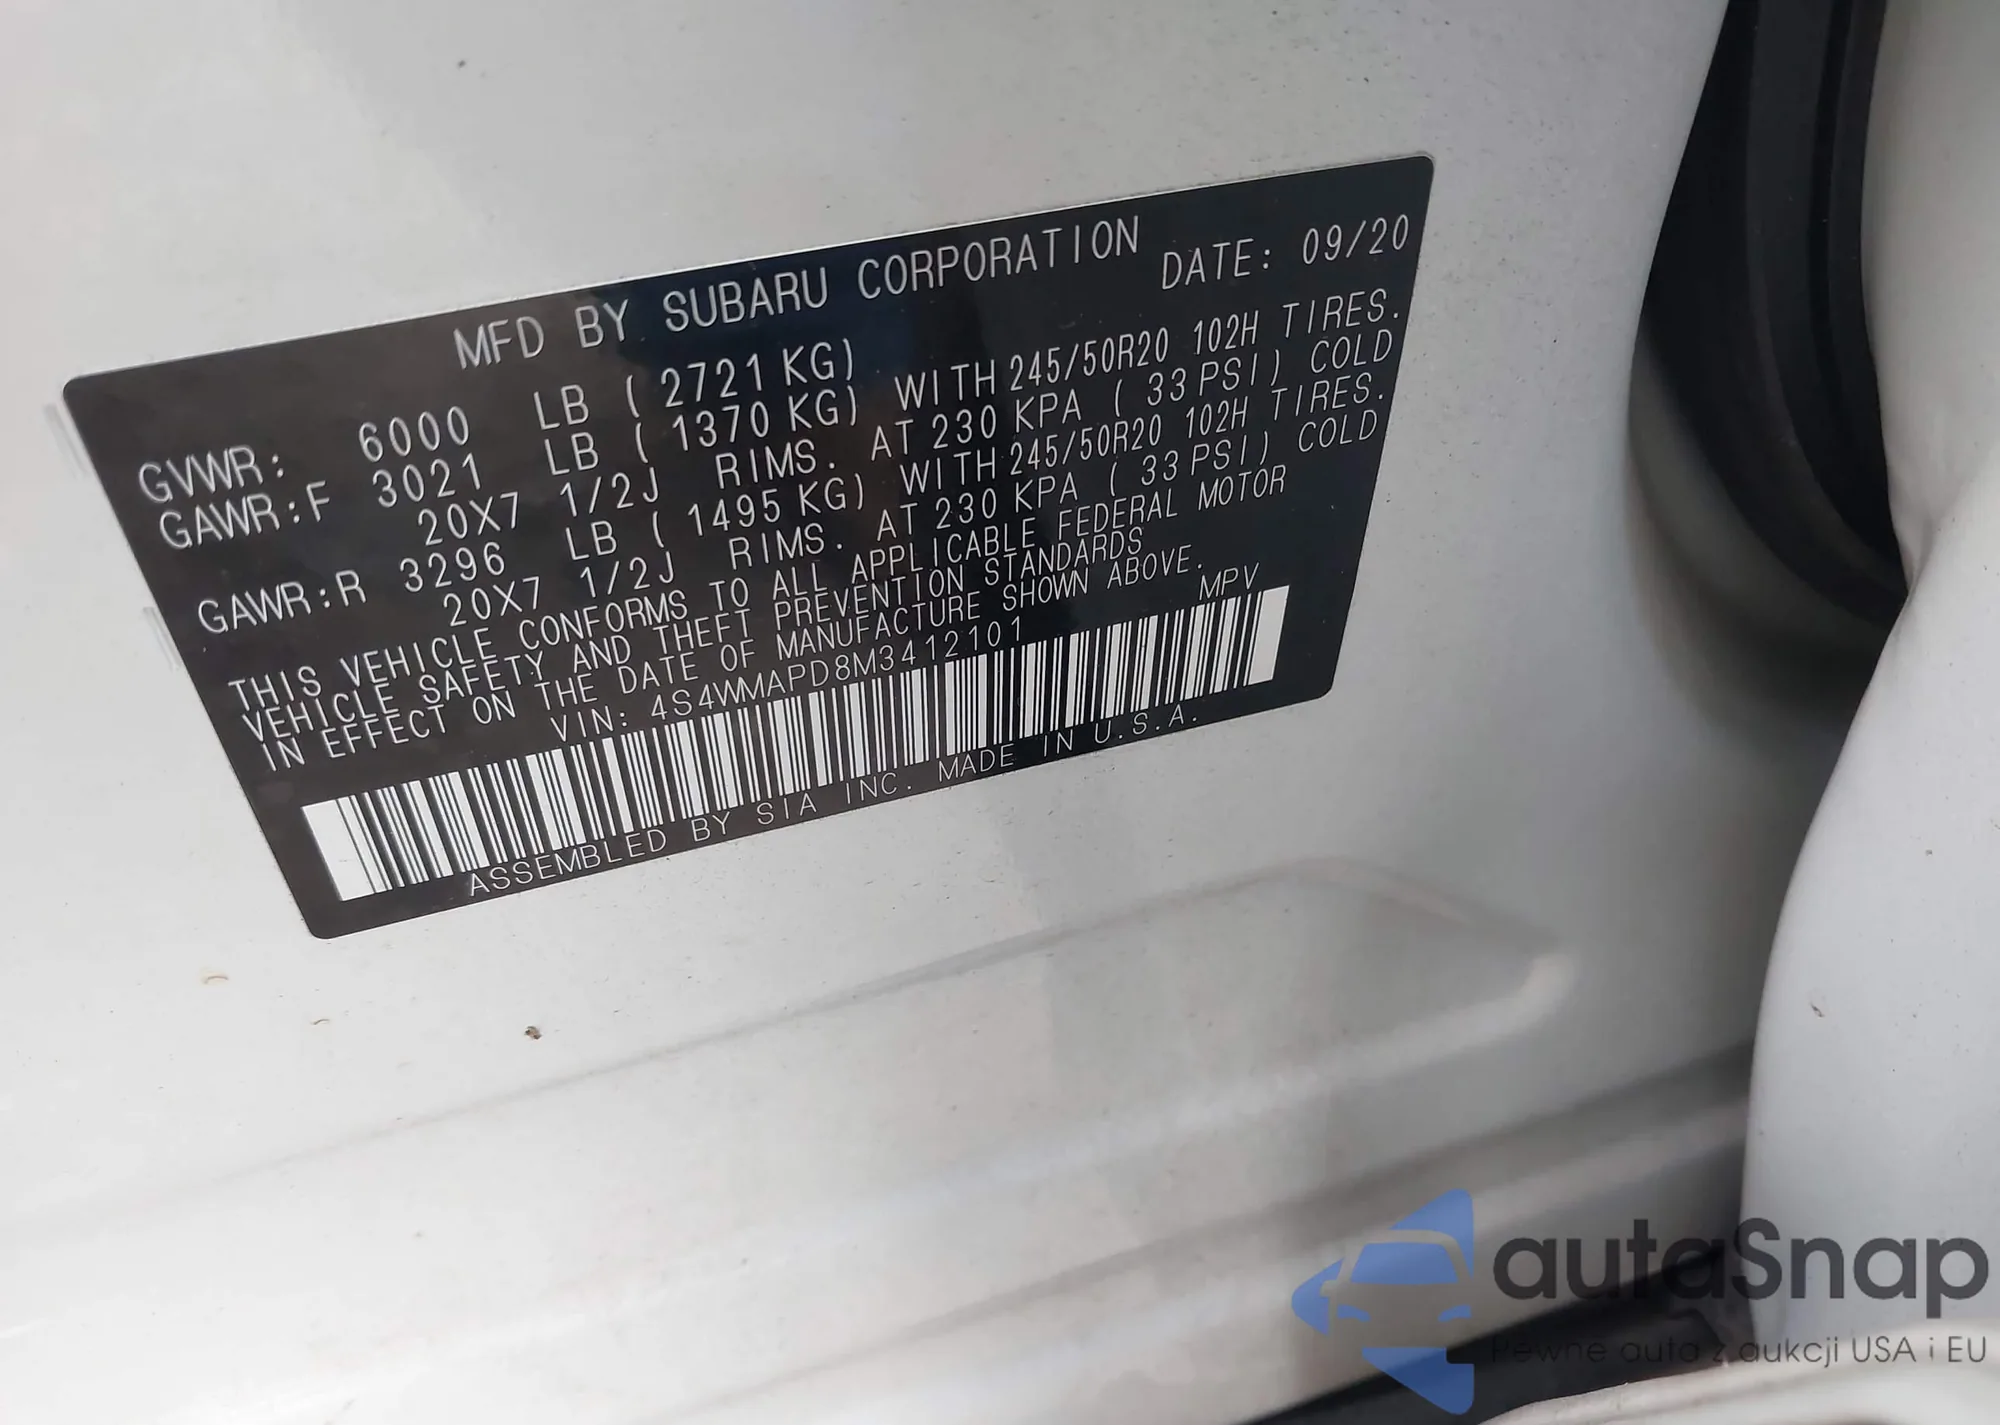 MFD BY SUBARU CORPORATION DATE: 09/20
GVWR: 6000 LB ( 2721 KG)
GAWR:F 3021 LB ( 1370 KG) WITH 245/50R20 102H TIRES.
20X7 1/2J RIMS. AT 230 KPA ( 33 PSI) COLD
GAWR:R 3296 LB ( 1495 KG) WITH 245/50R20 102H TIRES.
20X7 1/2J RIMS. AT 230 KPA ( 33 PSI) COLD
THIS VEHICLE CONFORMS TO ALL APPLICABLE FEDERAL MOTOR
VEHICLE SAFETY AND THEFT PREVENTION STANDARDS
IN EFFECT ON THE DATE OF MANUFACTURE SHOWN ABOVE.
VIN: 4S4WMAPD8M3412101 MPV
ASSEMBLED BY SIA INC. MADE IN U.S.A.
autaSnap
Pewne auta z aukcji USA i EU